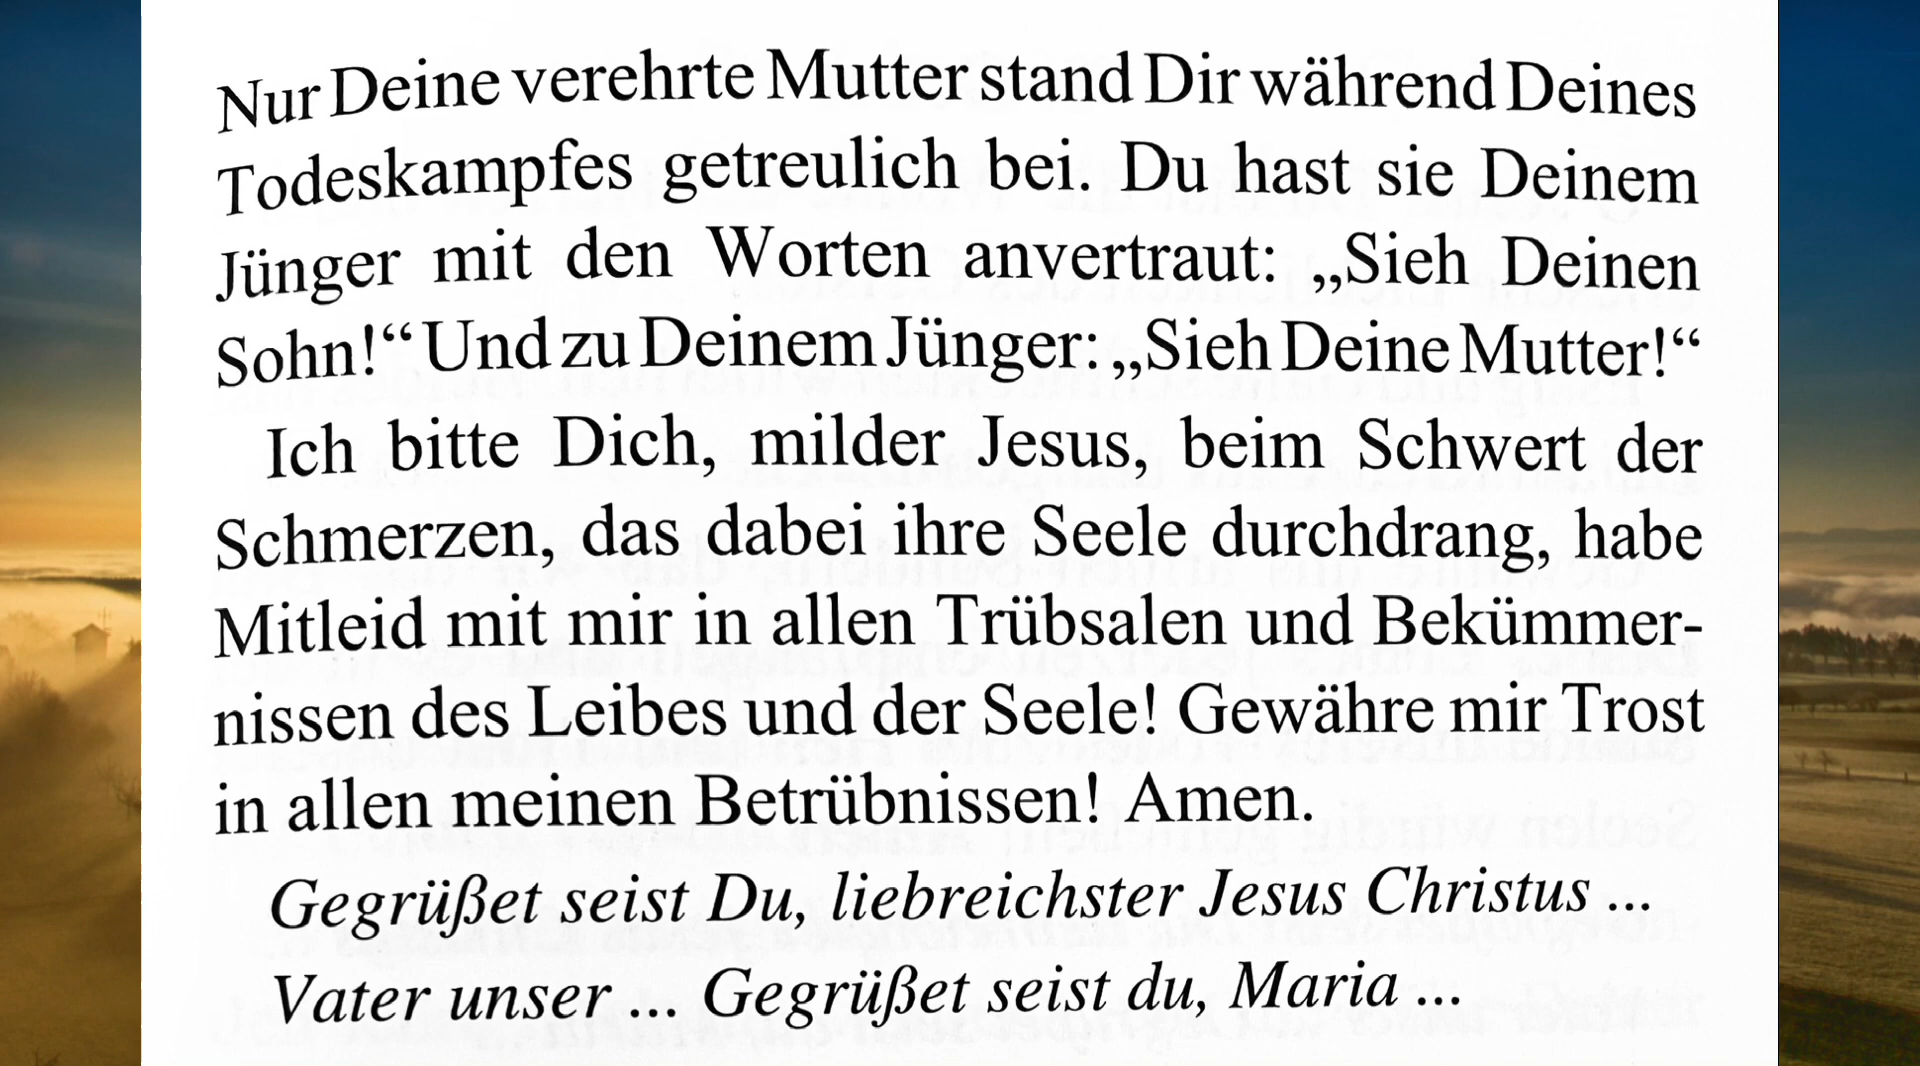 Nur Deine verehrte Mutter stand Dir während Deines
Todeskampfes getreulich bei. Du hast sie Deinem
Jünger mit den Worten anvertraut: „Sieh Deinen
Sohn!“ Und zu Deinem Jünger: „Sieh Deine Mutter!“
Ich bitte Dich, milder Jesus, beim Schwert der
Schmerzen, das dabei ihre Seele durchdrang, habe
Mitleid mit mir in allen Trübsalen und Bekümmer-
nissen des Leibes und der Seele! Gewähre mir Trost
in allen meinen Betrübnissen! Amen.
Gegrüßet seist Du, liebreichster Jesus Christus ...
Vater unser ... Gegrüßet seist du, Maria ...